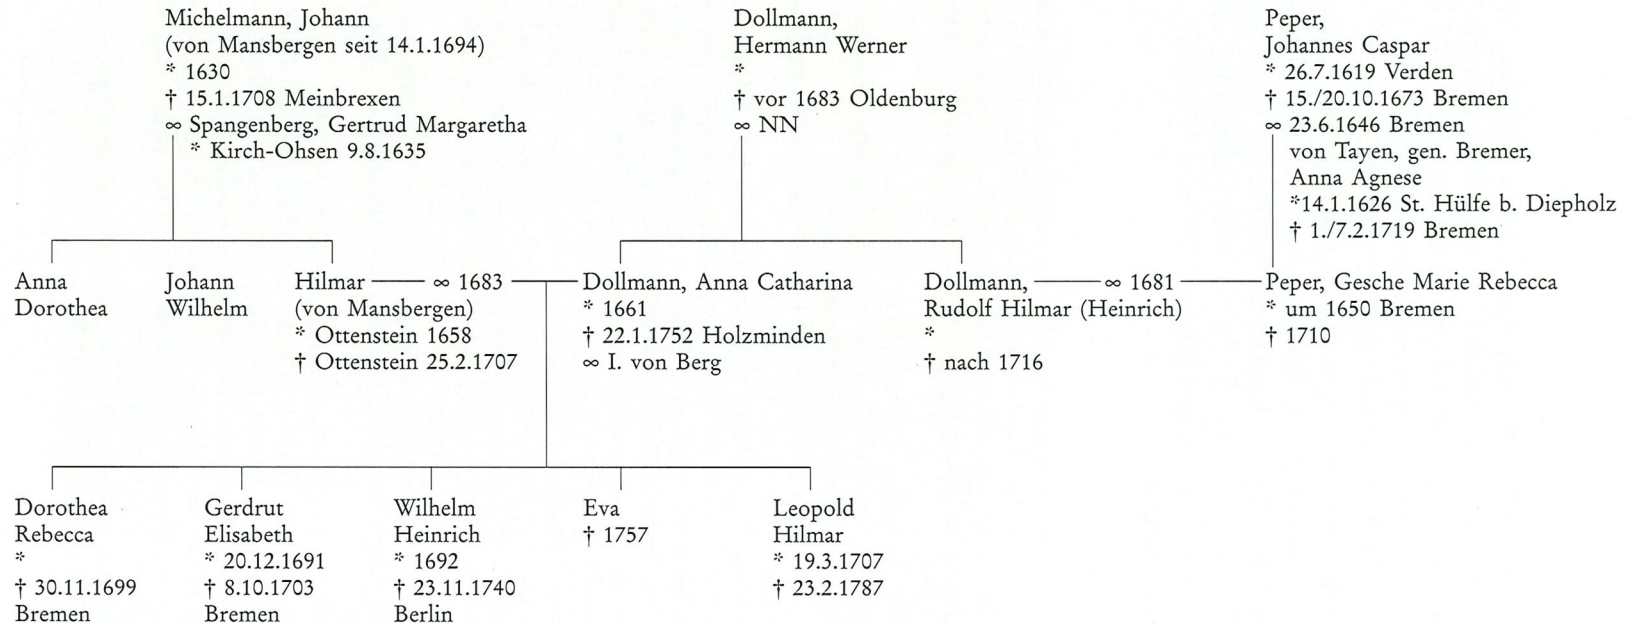 Michelmann, Johann
(von Mansbergen seit 14.1.1694)
* 1630
† 15.1.1708 Meinbrexen
∞ Spangenberg, Gertrud Margaretha
* Kirch-Ohsen 9.8.1635
Dollmann,
Hermann Werner
*
† vor 1683 Oldenburg
∞ NN
Peper,
Johannes Caspar
* 26.7.1619 Verden
† 15./20.10.1673 Bremen
∞ 23.6.1646 Bremen
von Tayen, gen. Bremer,
Anna Agnese
*14.1.1626 St. Hülfe b. Diepholz
† 1./7.2.1719 Bremen
Anna
Dorothea
Johann
Wilhelm
Hilmar
(von Mansbergen)
* Ottenstein 1658
† Ottenstein 25.2.1707
∞ 1683
Dollmann, Anna Catharina
* 1661
† 22.1.1752 Holzminden
∞ I. von Berg
Dollmann,
Rudolf Hilmar (Heinrich)
*
† nach 1716
∞ 1681
Peper, Gesche Marie Rebecca
* um 1650 Bremen
† 1710
Dorothea
Rebecca
*
† 30.11.1699
Bremen
Gerdrut
Elisabeth
* 20.12.1691
† 8.10.1703
Bremen
Wilhelm
Heinrich
* 1692
† 23.11.1740
Berlin
Eva
† 1757
Leopold
Hilmar
* 19.3.1707
† 23.2.1787